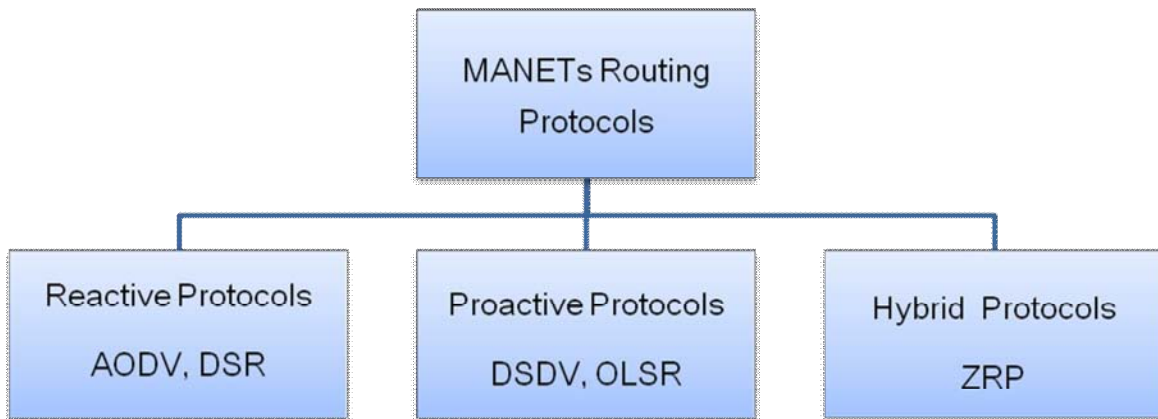 MANETs Routing
Protocols
Reactive Protocols
AODV, DSR
Proactive Protocols
DSDV, OLSR
Hybrid Protocols
ZRP